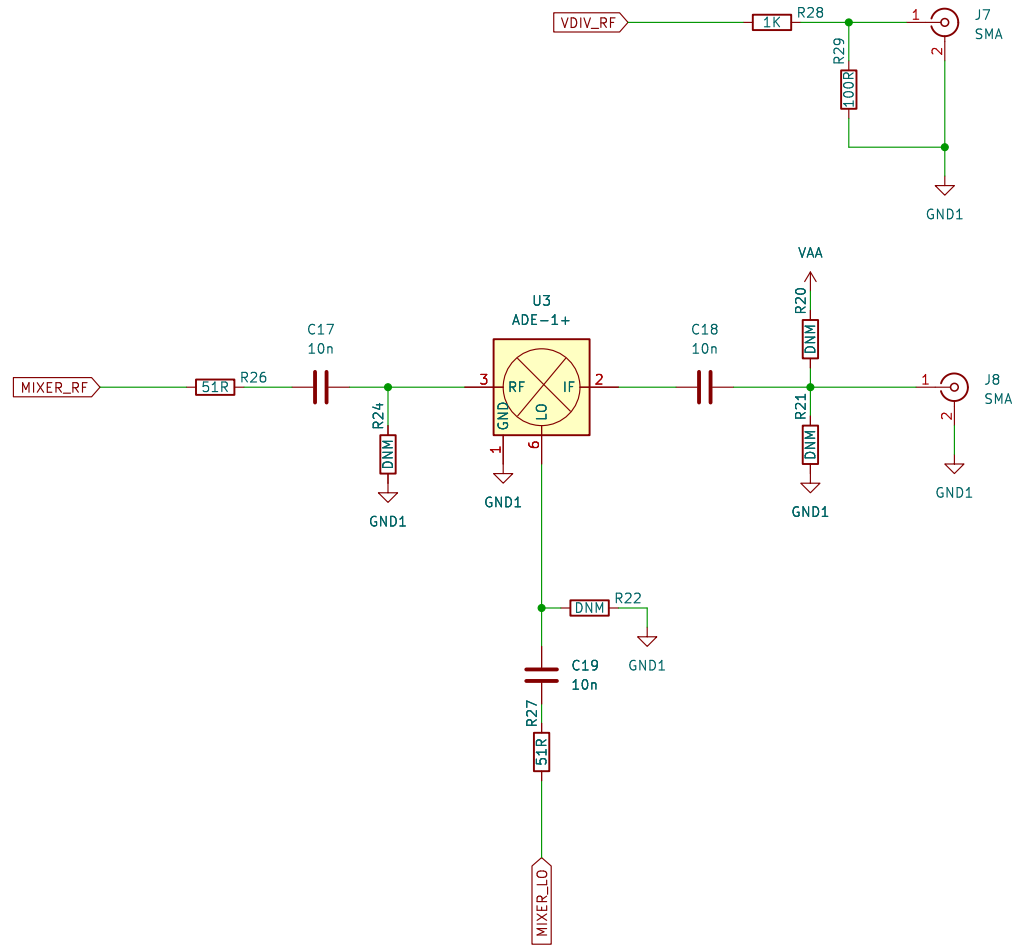 VDIV_RF
1K
R28
1
J7
SMA
2
R29
100R
GND1
VAA
R20
DNM
U3
ADE-1+
C17
10n
C18
10n
MIXER_RF
51R
R26
3
RF
IF
2
GND
LO
1
J8
SMA
2
R24
DNM
GND1
1
GND1
6
R21
DNM
GND1
GND1
DNM
R22
GND1
C19
10n
R27
51R
MIXER_LO